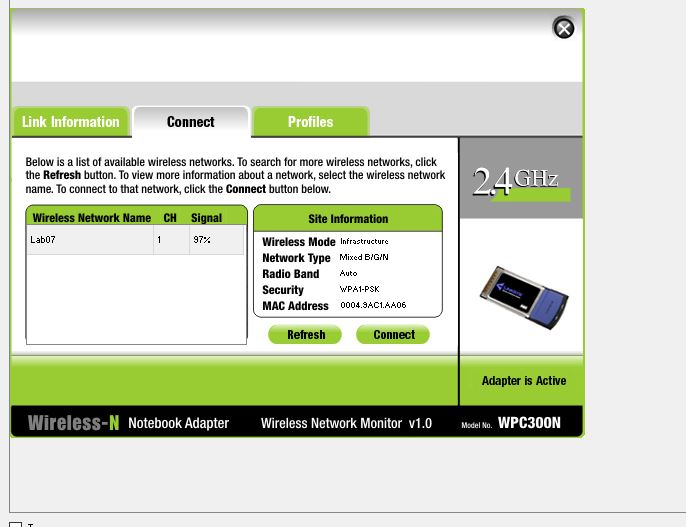 Link Information
Connect
Profiles
Below is a list of available wireless networks. To search for more wireless networks, click
the Refresh button. To view more information about a network, select the wireless network
name. To connect to that network, click the Connect button below.
2.4GHz
Wireless Network Name CH Signal
Lab07 1 97%
Site Information
Wireless Mode Infrastructure
Network Type Mixed B/G/N
Radio Band Auto
Security WPA1-PSK
MAC Address 0004.9AC1.AA06
Refresh
Connect
Adapter is Active
Wireless-N Notebook Adapter
Wireless Network Monitor v1.0
Model No. WPC300N